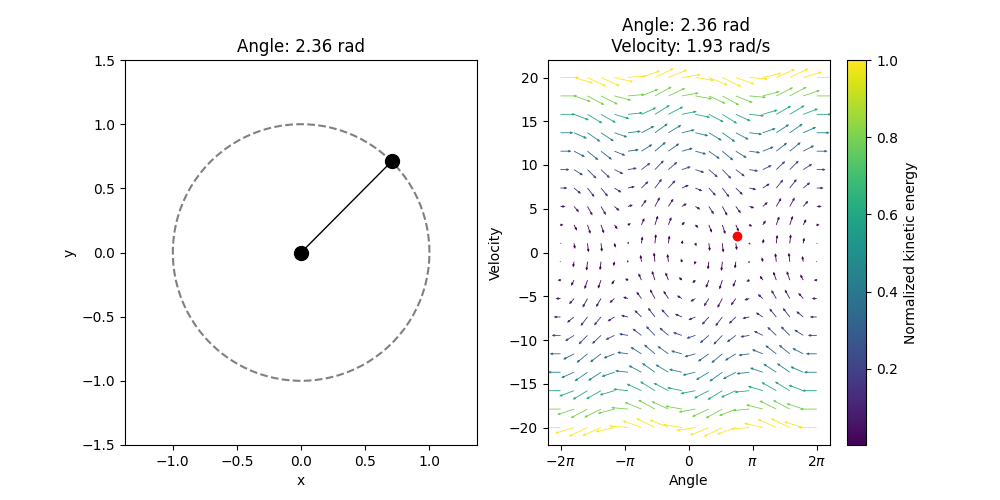 Angle: 2.36 rad
1.5
1.0
0.5
0.0
−0.5
−1.0
−1.5
y
−1.0
−0.5
0.0
0.5
1.0
x
Angle: 2.36 rad
Velocity: 1.93 rad/s
20
15
10
5
0
−5
−10
−15
−20
Velocity
−2π
−π
0
π
2π
Angle
1.0
0.8
0.6
0.4
0.2
Normalized kinetic energy